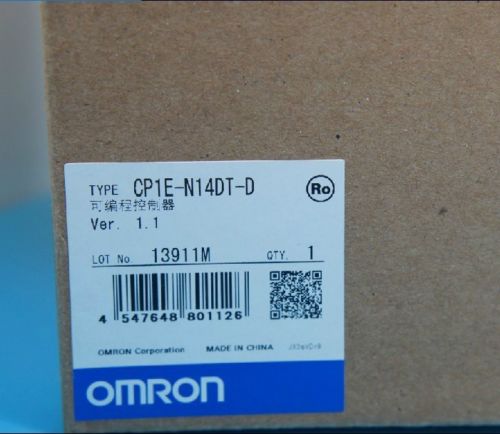 TYPE CP1E-N14DT-D Ro
可编程控制器
Ver. 1.1
LOT No. 13911M QTY. 1
4 547648 801126
OMRON Corporation MADE IN CHINA
OMRON